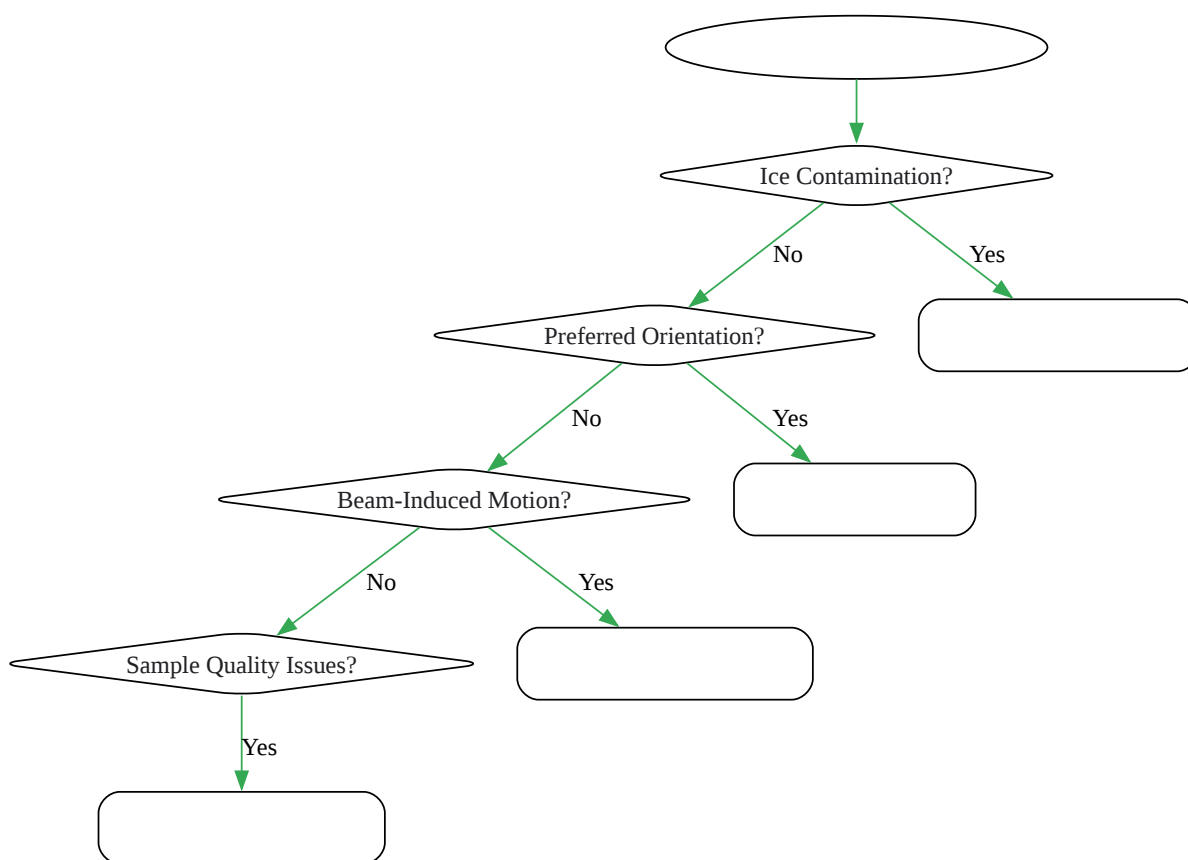 Ice Contamination?
No
Yes
Preferred Orientation?
No
Yes
Beam-Induced Motion?
No
Yes
Sample Quality Issues?
Yes